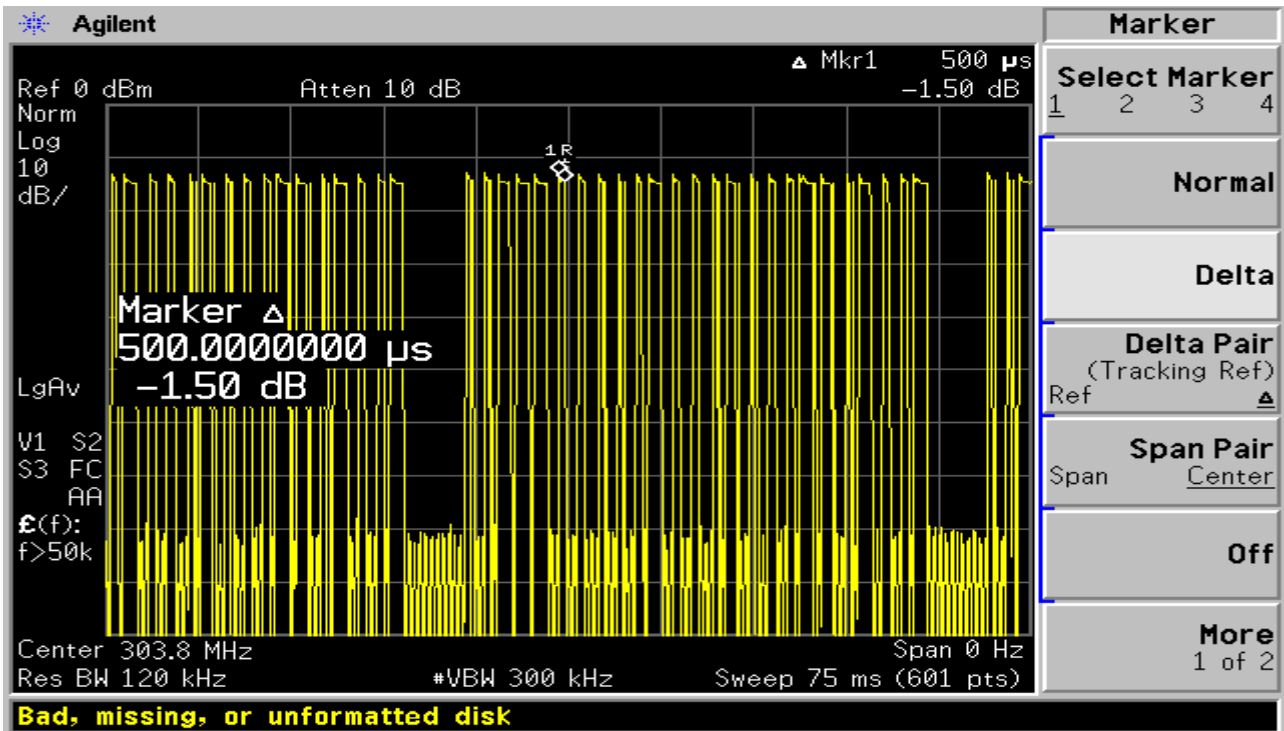 Agilent
Marker
Δ Mkr1 500 µs
Ref 0 dBm Atten 10 dB -1.50 dB
Norm
Log
10
dB/
1R
1
Marker Δ
500.0000000 µs
-1.50 dB
LgAv
V1 S2
S3 FC
AA
£(f):
f>50k
Center 303.8 MHz Span 0 Hz
Res BW 120 kHz #VBW 300 kHz Sweep 75 ms (601 pts)
Bad, missing, or unformatted disk
Select Marker
1 2 3 4
Normal
Delta
Delta Pair
(Tracking Ref)
Ref Δ
Span Pair
Span Center
Off
More
1 of 2